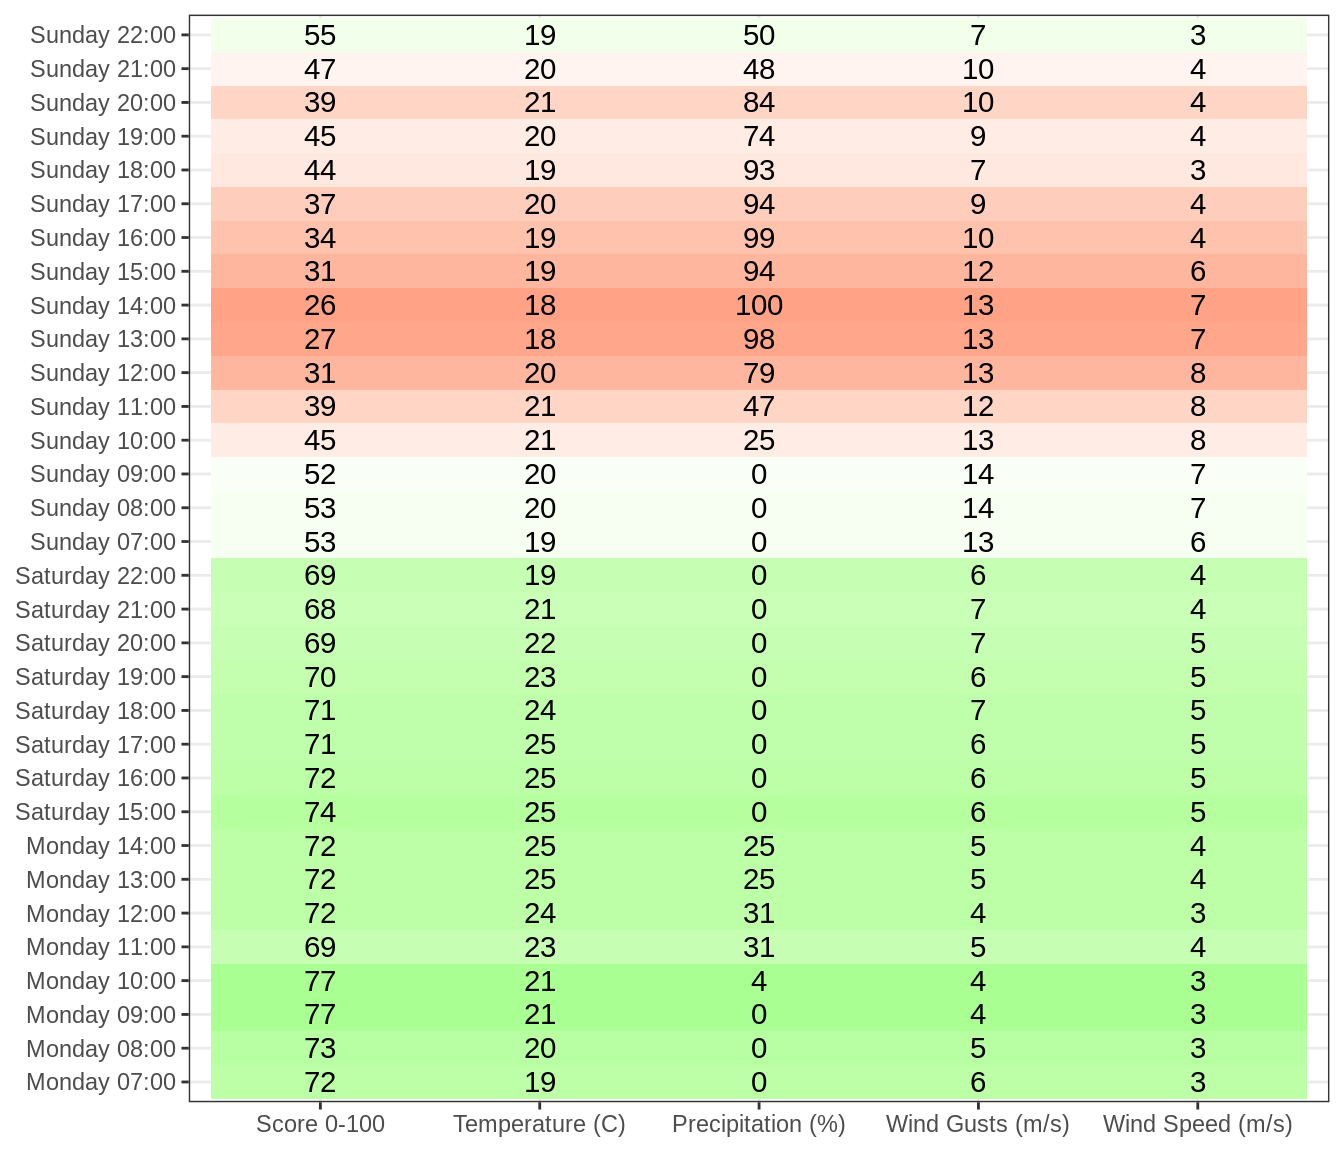 Sunday 22:00 55 19 50 7 3
Sunday 21:00 47 20 48 10 4
Sunday 20:00 39 21 84 10 4
Sunday 19:00 45 20 74 9 4
Sunday 18:00 44 19 93 7 3
Sunday 17:00 37 20 94 9 4
Sunday 16:00 34 19 99 10 4
Sunday 15:00 31 19 94 12 6
Sunday 14:00 26 18 100 13 7
Sunday 13:00 27 18 98 13 7
Sunday 12:00 31 20 79 13 8
Sunday 11:00 39 21 47 12 8
Sunday 10:00 45 21 25 13 8
Sunday 09:00 52 20 0 14 7
Sunday 08:00 53 20 0 14 7
Sunday 07:00 53 19 0 13 6
Saturday 22:00 69 19 0 6 4
Saturday 21:00 68 21 0 7 4
Saturday 20:00 69 22 0 7 5
Saturday 19:00 70 23 0 6 5
Saturday 18:00 71 24 0 7 5
Saturday 17:00 71 25 0 6 5
Saturday 16:00 72 25 0 6 5
Saturday 15:00 74 25 0 6 5
Monday 14:00 72 25 25 5 4
Monday 13:00 72 25 25 5 4
Monday 12:00 72 24 31 4 3
Monday 11:00 69 23 31 5 4
Monday 10:00 77 21 4 4 3
Monday 09:00 77 21 0 4 3
Monday 08:00 73 20 0 5 3
Monday 07:00 72 19 0 6 3
Score 0-100 Temperature (C) Precipitation (%) Wind Gusts (m/s) Wind Speed (m/s)